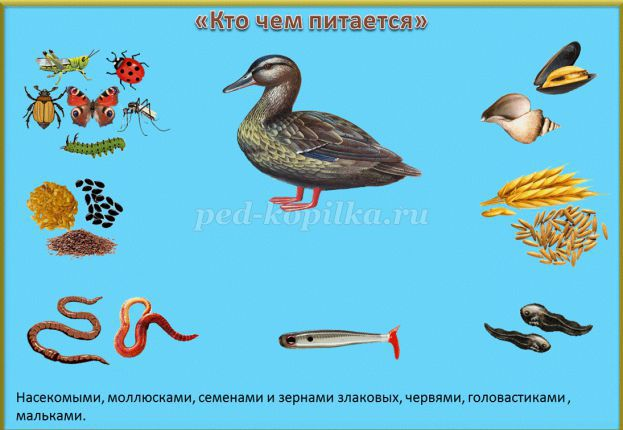 «Кто чем питается»
ped-kopilka.ru
Насекомыми, моллюсками, семенами и зернами злаковых, червями, головастиками ,
мальками.